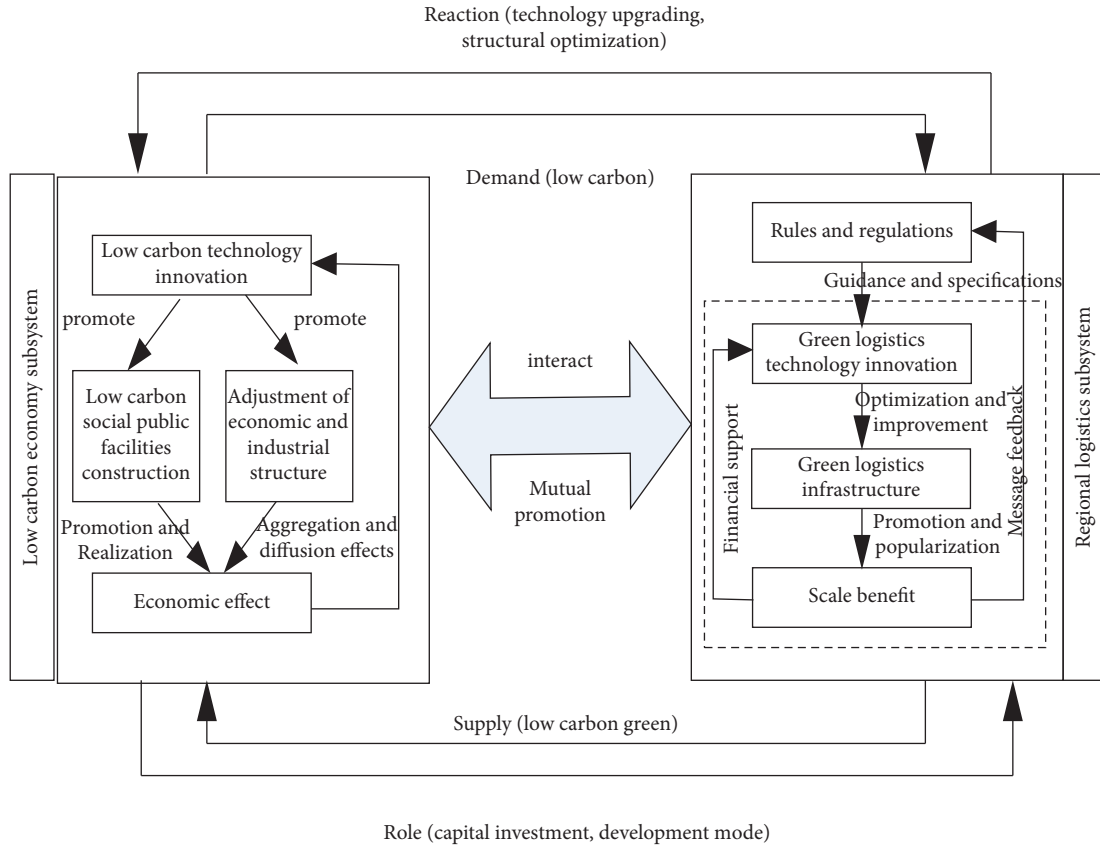 Reaction (technology upgrading,
structural optimization)
Demand (low carbon)
Low carbon economy subsystem
Low carbon technology
innovation
promote
promote
Low carbon
social public
facilities
construction
Adjustment of
economic and
industrial
structure
Promotion and
Realization
Aggregation and
diffusion effects
Economic effect
interact
Mutual
promotion
Rules and regulations
Guidance and specifications
Green logistics
technology innovation
Optimization and
improvement
Green logistics
infrastructure
Promotion and
popularization
Scale benefit
Financial support
Message feedback
Regional logistics subsystem
Supply (low carbon green)
Role (capital investment, development mode)